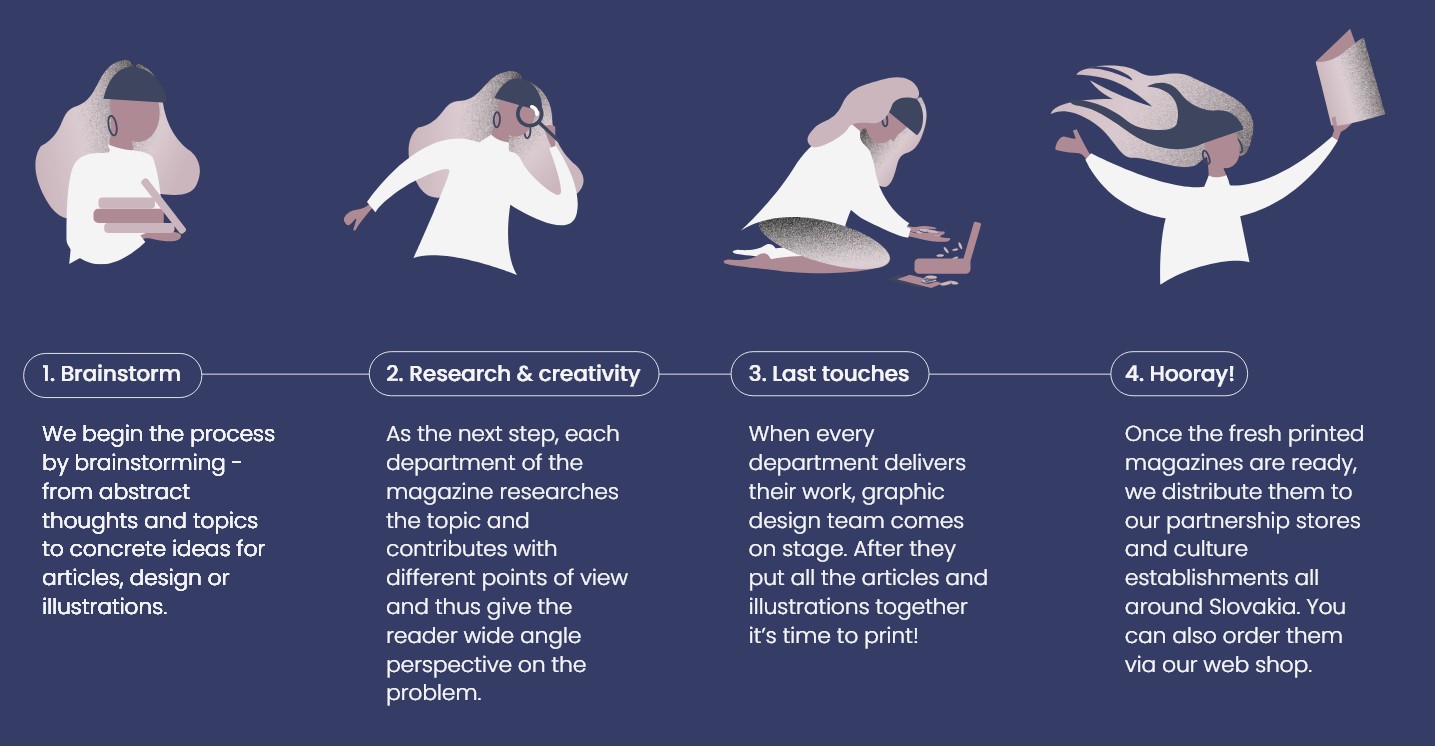 1. Brainstorm
We begin the process
by brainstorming -
from abstract
thoughts and topics
to concrete ideas for
articles, design or
illustrations.
2. Research & creativity
As the next step, each
department of the
magazine researches
the topic and
contributes with
different points of view
and thus give the
reader wide angle
perspective on the
problem.
3. Last touches
When every
department delivers
their work, graphic
design team comes
on stage. After they
put all the articles and
illustrations together
it's time to print!
4. Hooray!
Once the fresh printed
magazines are ready,
we distribute them to
our partnership stores
and culture
establishments all
around Slovakia. You
can also order them
via our web shop.